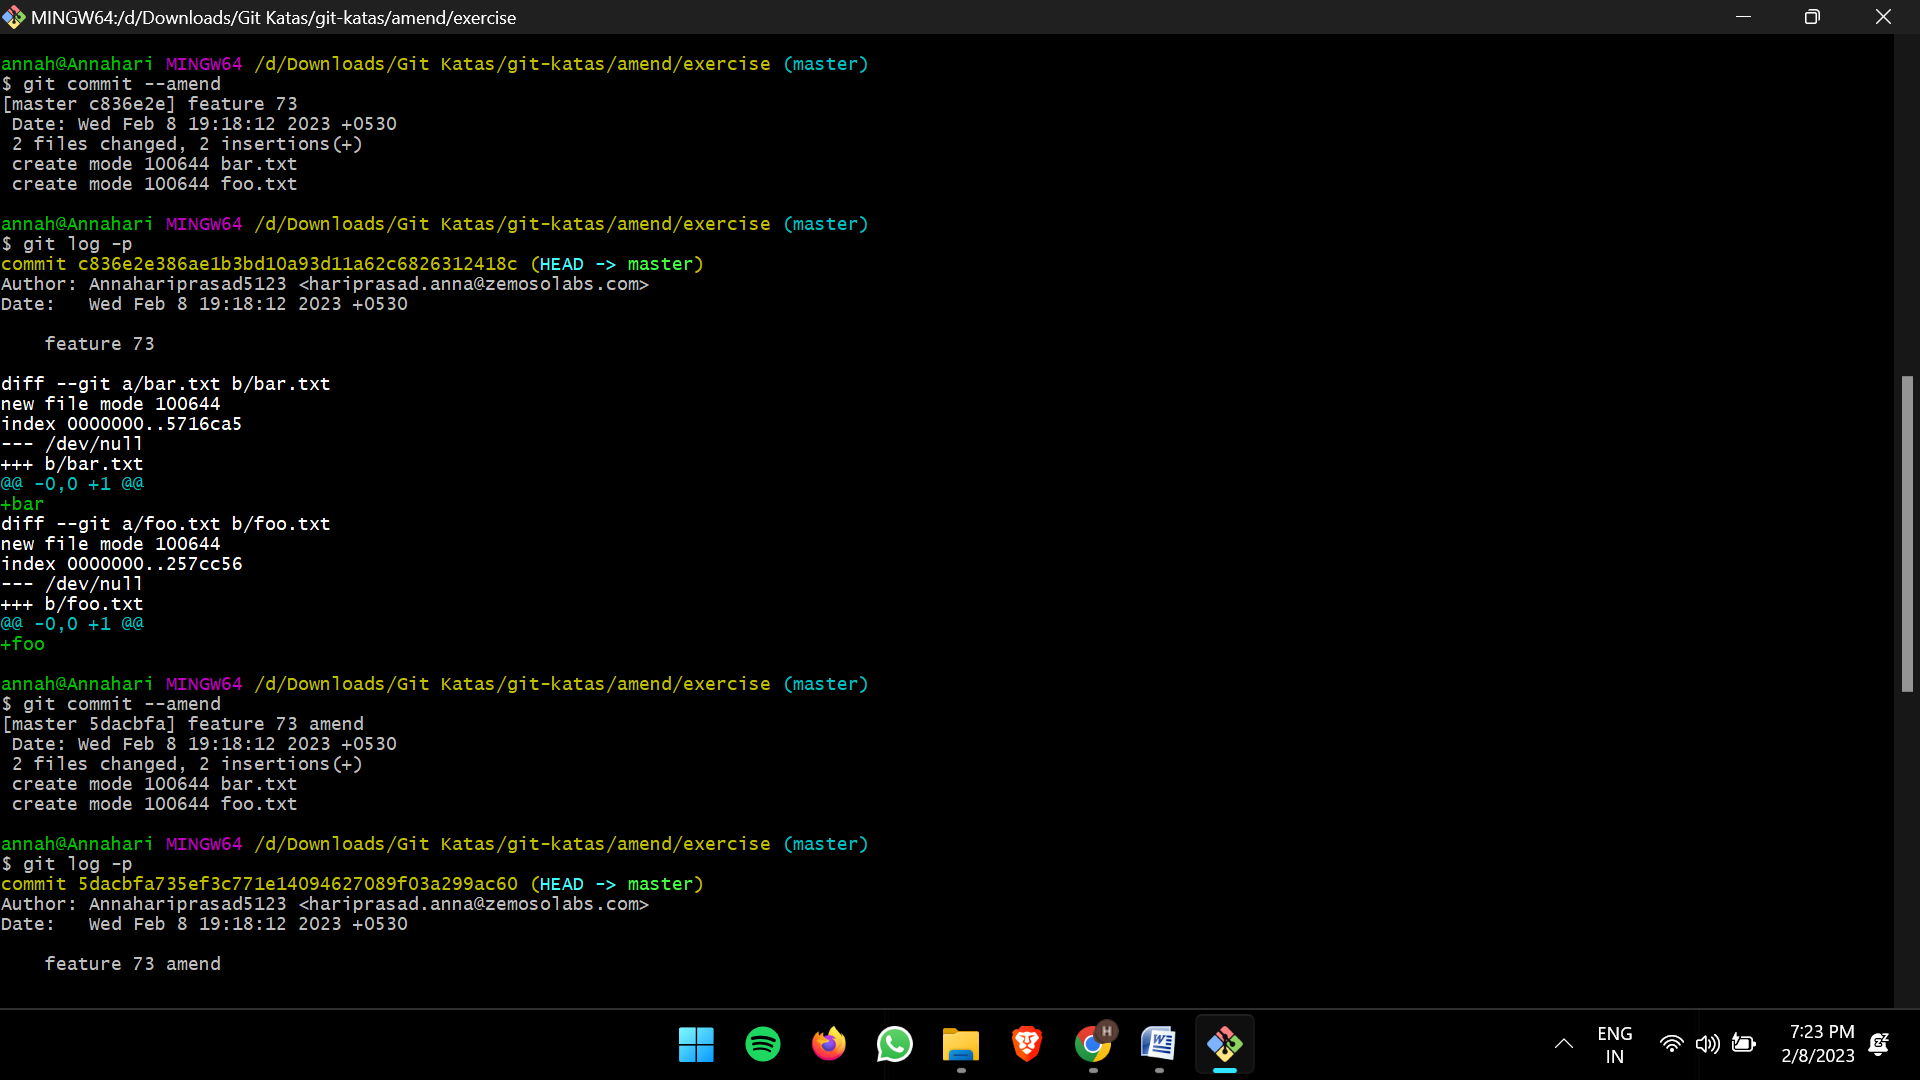 MINGW64:/d/Downloads/Git Katas/git-katas/amend/exercise
annah@Annahari MINGW64 /d/Downloads/Git Katas/git-katas/amend/exercise (master)
$ git commit --amend
[master c836e2e] feature 73
 Date: Wed Feb 8 19:18:12 2023 +0530
 2 files changed, 2 insertions(+)
 create mode 100644 bar.txt
 create mode 100644 foo.txt
annah@Annahari MINGW64 /d/Downloads/Git Katas/git-katas/amend/exercise (master)
$ git log -p
commit c836e2e386ae1b3bd10a93d11a62c6826312418c (HEAD -> master)
Author: Annahariprasad5123 <hariprasad.anna@zemosolabs.com>
Date:   Wed Feb 8 19:18:12 2023 +0530
    feature 73
diff --git a/bar.txt b/bar.txt
new file mode 100644
index 0000000..5716ca5
--- /dev/null
+++ b/bar.txt
@@ -0,0 +1 @@
+bar
diff --git a/foo.txt b/foo.txt
new file mode 100644
index 0000000..257cc56
--- /dev/null
+++ b/foo.txt
@@ -0,0 +1 @@
+foo
annah@Annahari MINGW64 /d/Downloads/Git Katas/git-katas/amend/exercise (master)
$ git commit --amend
[master 5dacbfa] feature 73 amend
 Date: Wed Feb 8 19:18:12 2023 +0530
 2 files changed, 2 insertions(+)
 create mode 100644 bar.txt
 create mode 100644 foo.txt
annah@Annahari MINGW64 /d/Downloads/Git Katas/git-katas/amend/exercise (master)
$ git log -p
commit 5dacbfa735ef3c771e14094627089f03a299ac60 (HEAD -> master)
Author: Annahariprasad5123 <hariprasad.anna@zemosolabs.com>
Date:   Wed Feb 8 19:18:12 2023 +0530
    feature 73 amend
H
W
ENG
IN
7:23 PM
2/8/2023